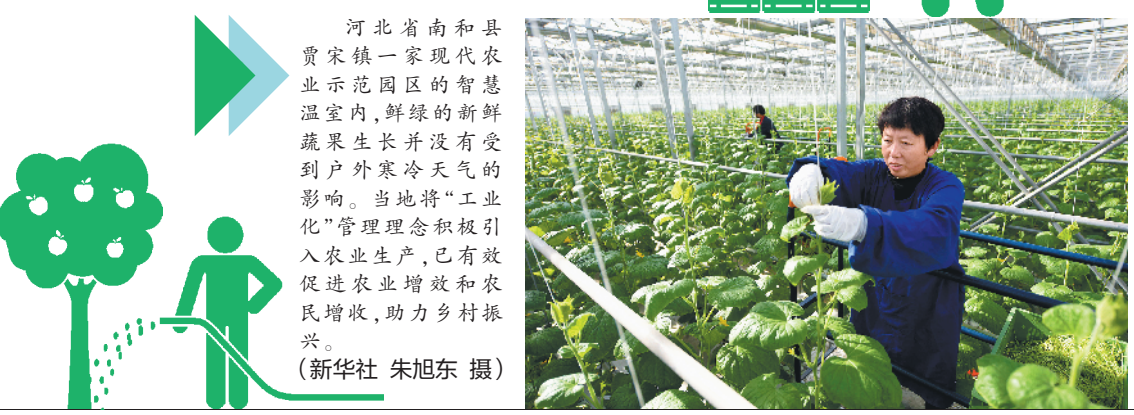 河北省南和县
贾宋镇一家现代农
业示范园区的智慧
温室内,鲜绿的新鲜
蔬果生长并没有受
到户外寒冷天气的
影响。当地将“工业
化”管理理念积极引
入农业生产,已有效
促进农业增效和农
民增收,助力乡村振
兴。
(新华社 朱旭东 摄)